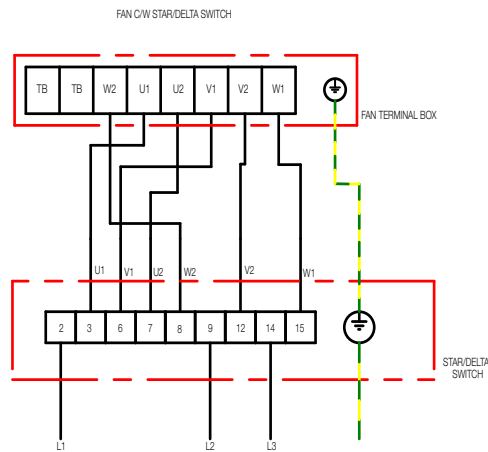 FAN C/W STAR/DELTA SWITCH
TB TB W2 U1 U2 V1 V2 W1
FAN TERMINAL BOX
U1 V1 U2 W2 V2 W1
2 3 6 7 8 9 12 14 15
STAR/DELTA
SWITCH
L1 L2 L3